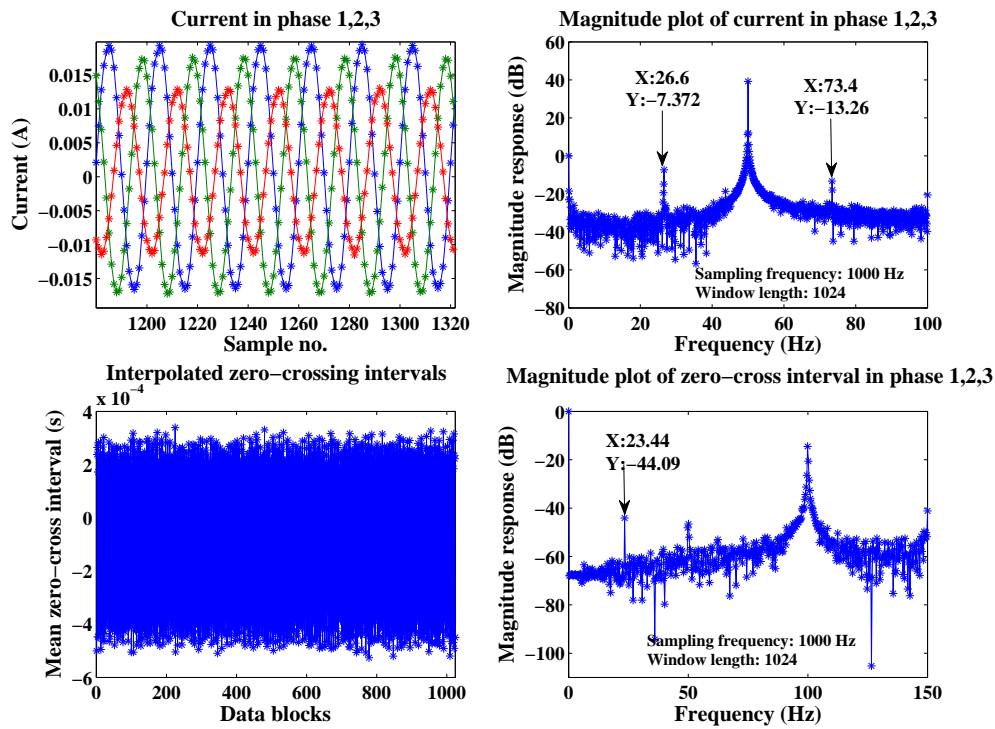 Current in phase 1,2,3
0.015
0.01
0.005
0
−0.005
−0.01
−0.015
Current (A)
1200 1220 1240 1260 1280 1300 1320
Sample no.
Magnitude plot of current in phase 1,2,3
60
40
20
0
−20
−40
−60
−80
Magnitude response (dB)
X:26.6
Y:−7.372
X:73.4
Y:−13.26
Sampling frequency: 1000 Hz
Window length: 1024
0 20 40 60 80 100
Frequency (Hz)
Interpolated zero−crossing intervals
x 10−4
4
2
0
−2
−4
−6
Mean zero−cross interval (s)
0 200 400 600 800 1000
Data blocks
Magnitude plot of zero−cross interval in phase 1,2,3
0
−20
−40
−60
−80
−100
Magnitude response (dB)
X:23.44
Y:−44.09
Sampling frequency: 1000 Hz
Window length: 1024
0 50 100 150
Frequency (Hz)